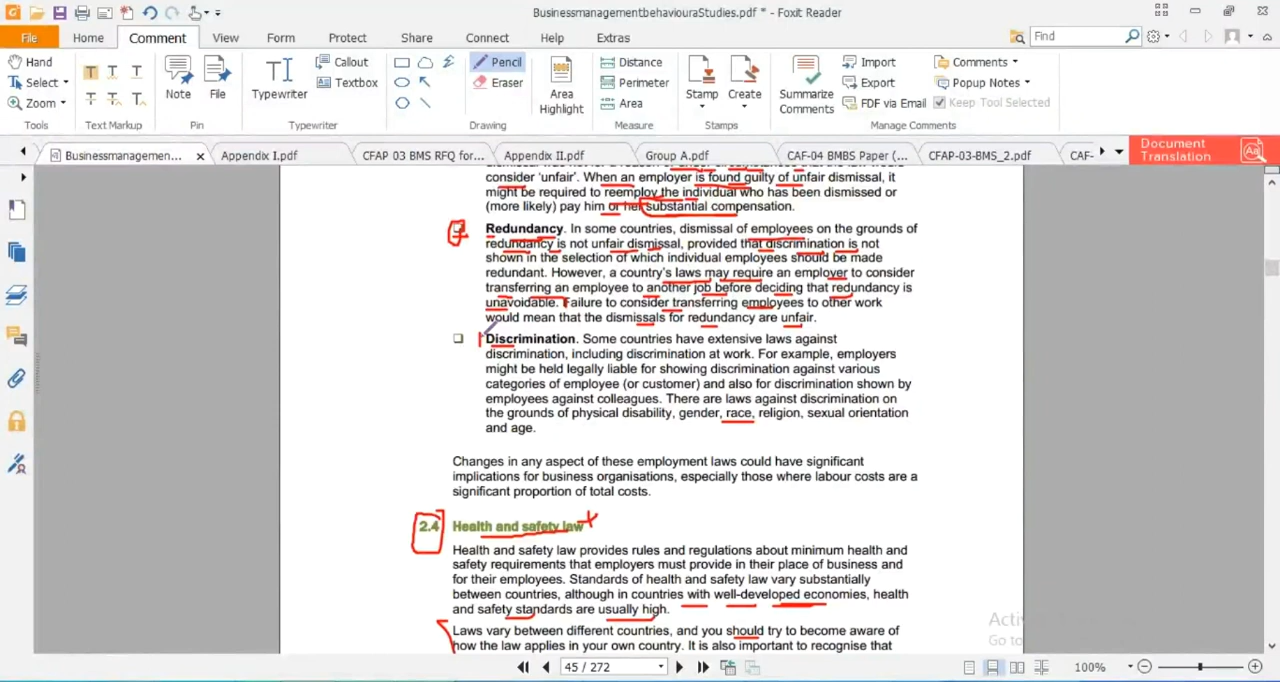 BusinessmanagementbehaviouraStudies.pdf * - Foxit Reader
File Home Comment View Form Protect Share Connect Help Extras
Find
Hand
Select
Zoom
Tools
T T T
T T T
Text Markup
Note
File
Pin
Typewriter
Callout
Textbox
Typewriter
Pencil
Eraser
Drawing
Area
Highlight
Distance
Perimeter
Area
Measure
Stamp
Create
Stamps
Summarize
Comments
Import
Export
FDF via Email
Comments
Popup Notes
Keep Tool Selected
Manage Comments
Businessmanagemen... Appendix I.pdf CFAP 03 BMS RFQ for... Appendix II.pdf Group A.pdf CAF-04 BMBS Paper (... CFAP-03-BMS_2.pdf CAF-
Document
Translation
consider ‘unfair’. When an employer is found guilty of unfair dismissal, it
might be required to reemploy the individual who has been dismissed or
(more likely) pay him or her substantial compensation.
Redundancy. In some countries, dismissal of employees on the grounds of
redundancy is not unfair dismissal, provided that discrimination is not
shown in the selection of which individual employees should be made
redundant. However, a country's laws may require an employer to consider
transferring an employee to another job before deciding that redundancy is
unavoidable. Failure to consider transferring employees to other work
would mean that the dismissals for redundancy are unfair.
Discrimination. Some countries have extensive laws against
discrimination, including discrimination at work. For example, employers
might be held legally liable for showing discrimination against various
categories of employee (or customer) and also for discrimination shown by
employees against colleagues. There are laws against discrimination on
the grounds of physical disability, gender, race, religion, sexual orientation
and age.
Changes in any aspect of these employment laws could have significant
implications for business organisations, especially those where labour costs are a
significant proportion of total costs.
2.4 Health and safety law
Health and safety law provides rules and regulations about minimum health and
safety requirements that employers must provide in their place of business and
for their employees. Standards of health and safety law vary substantially
between countries, although in countries with well-developed economies, health
and safety standards are usually high.
Laws vary between different countries, and you should try to become aware of
how the law applies in your own country. It is also important to recognise that
Activ
Go to
45 / 272
100%